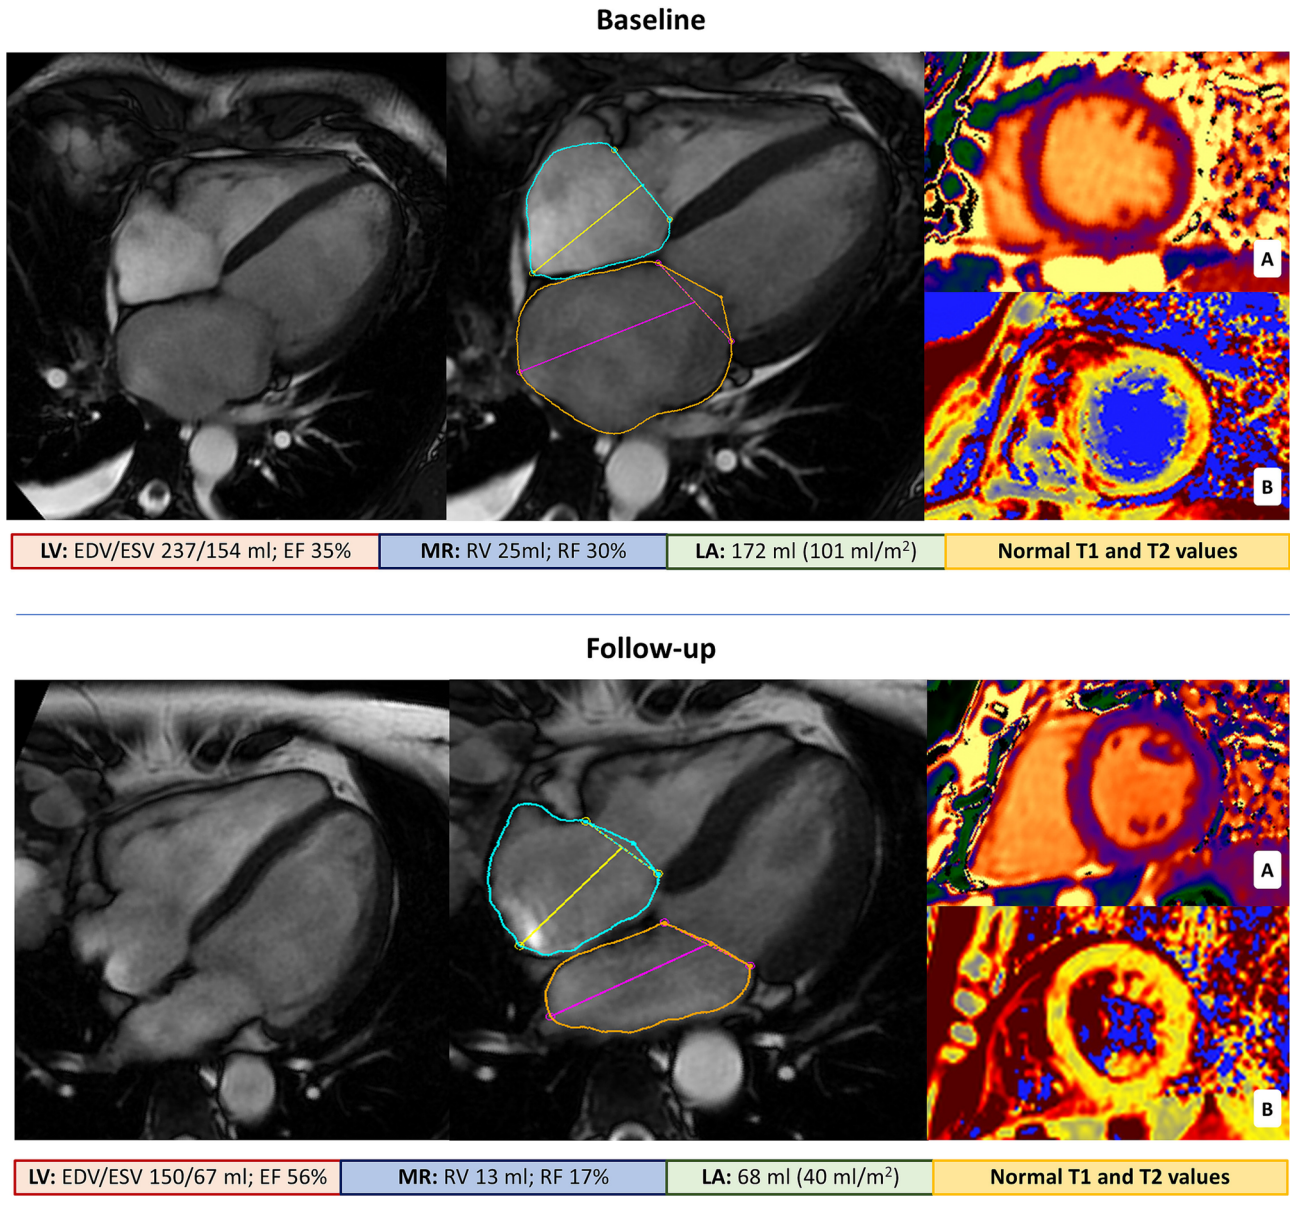 Baseline
A
B
LV: EDV/ESV 237/154 ml; EF 35%
MR: RV 25ml; RF 30%
LA: 172 ml (101 ml/m²)
Normal T1 and T2 values
Follow-up
A
B
LV: EDV/ESV 150/67 ml; EF 56%
MR: RV 13 ml; RF 17%
LA: 68 ml (40 ml/m²)
Normal T1 and T2 values